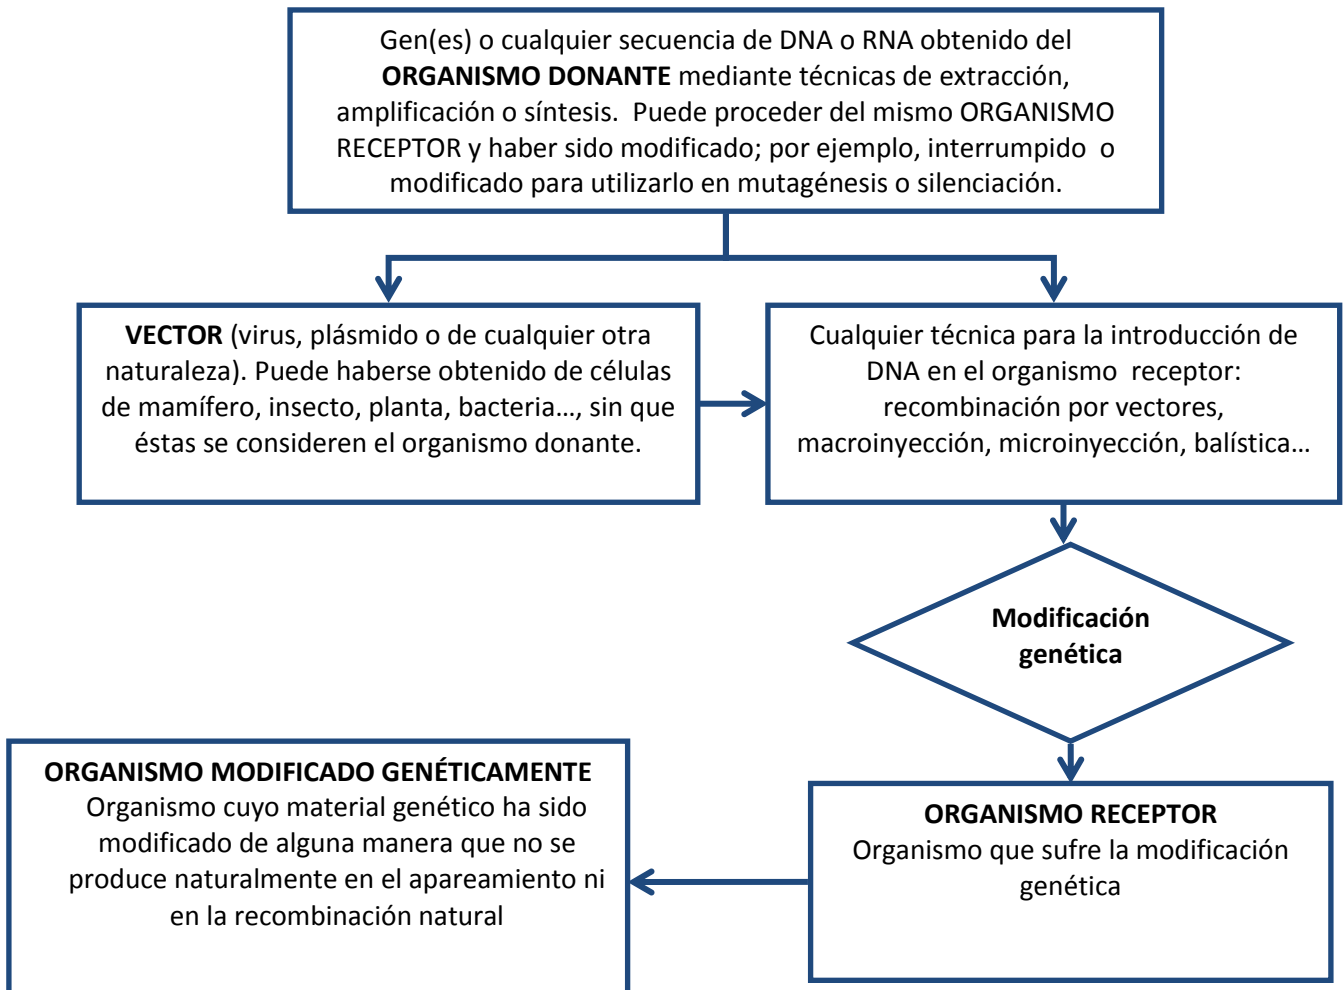 Gen(es) o cualquier secuencia de DNA o RNA obtenido del
ORGANISMO DONANTE mediante técnicas de extracción,
amplificación o síntesis. Puede proceder del mismo ORGANISMO
RECEPTOR y haber sido modificado; por ejemplo, interrumpido o
modificado para utilizarlo en mutagénesis o silenciación.
VECTOR (virus, plásmido o de cualquier otra
naturaleza). Puede haberse obtenido de células
de mamífero, insecto, planta, bacteria…, sin que
éstas se consideren el organismo donante.
Cualquier técnica para la introducción de
DNA en el organismo receptor:
recombinación por vectores,
macroinyección, microinyección, balística…
Modificación
genética
ORGANISMO RECEPTOR
Organismo que sufre la modificación
genética
ORGANISMO MODIFICADO GENÉTICAMENTE
Organismo cuyo material genético ha sido
modificado de alguna manera que no se
produce naturalmente en el apareamiento ni
en la recombinación natural